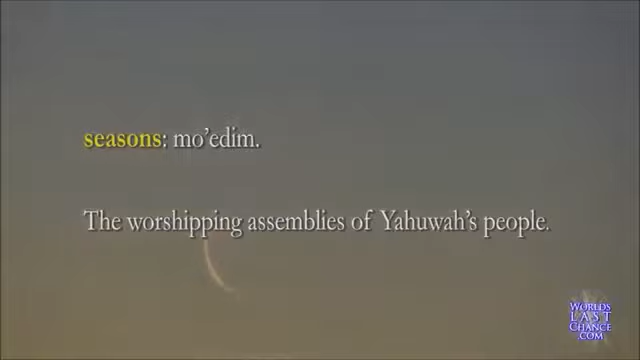 seasons: mo’edim.
The worshipping assemblies of Yahuwah’s people.
WORLDS
LAST
CHANCE
.COM